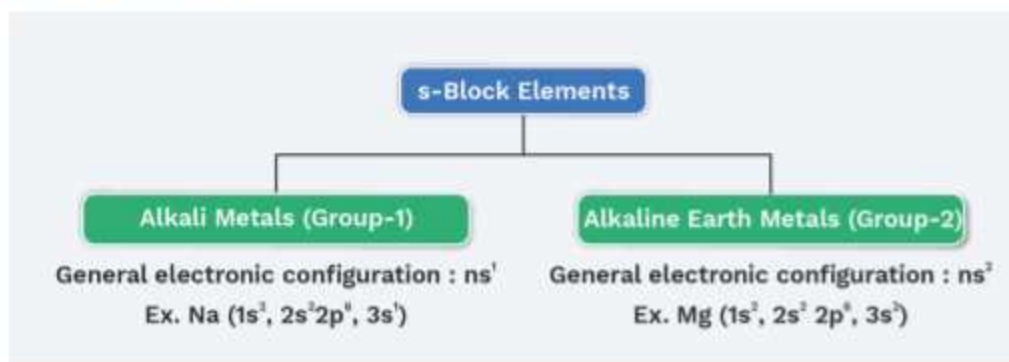 s-Block Elements
Alkali Metals (Group-1)
Alkaline Earth Metals (Group-2)
General electronic configuration : ns¹
Ex. Na (1s², 2s²2p⁶, 3s¹)
General electronic configuration : ns²
Ex. Mg (1s², 2s² 2p⁶, 3s²)